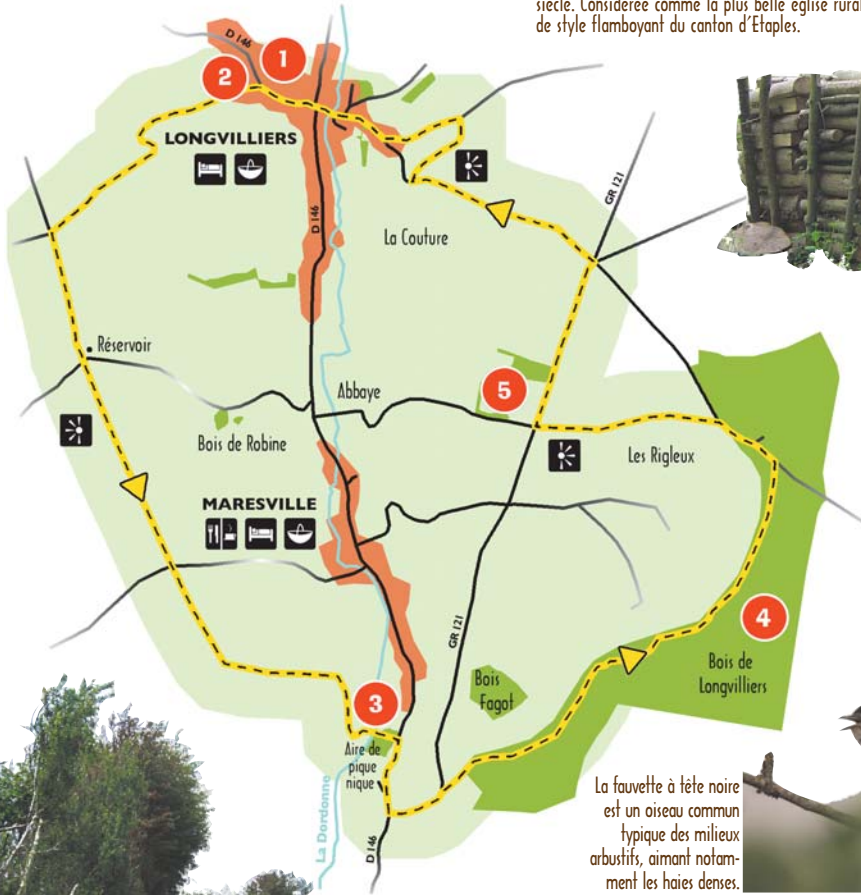 siècle. Considérée comme la plus belle église rural
de style flamboyant du canton d'Etaples.
D 146
1
2
LONGVILLIERS
D 146
GR 121
La Couture
Réservoir
Abbaye
5
Bois de Robine
Les Rigleux
MARESVILLE
GR 121
4
Bois de
Longvilliers
Bois
Fagot
3
Aire de
pique
nique
La Dordonne
D 146
La fauvette à tête noire
est un oiseau commun
typique des milieux
arbustifs, aimant notam-
ment les haies denses.